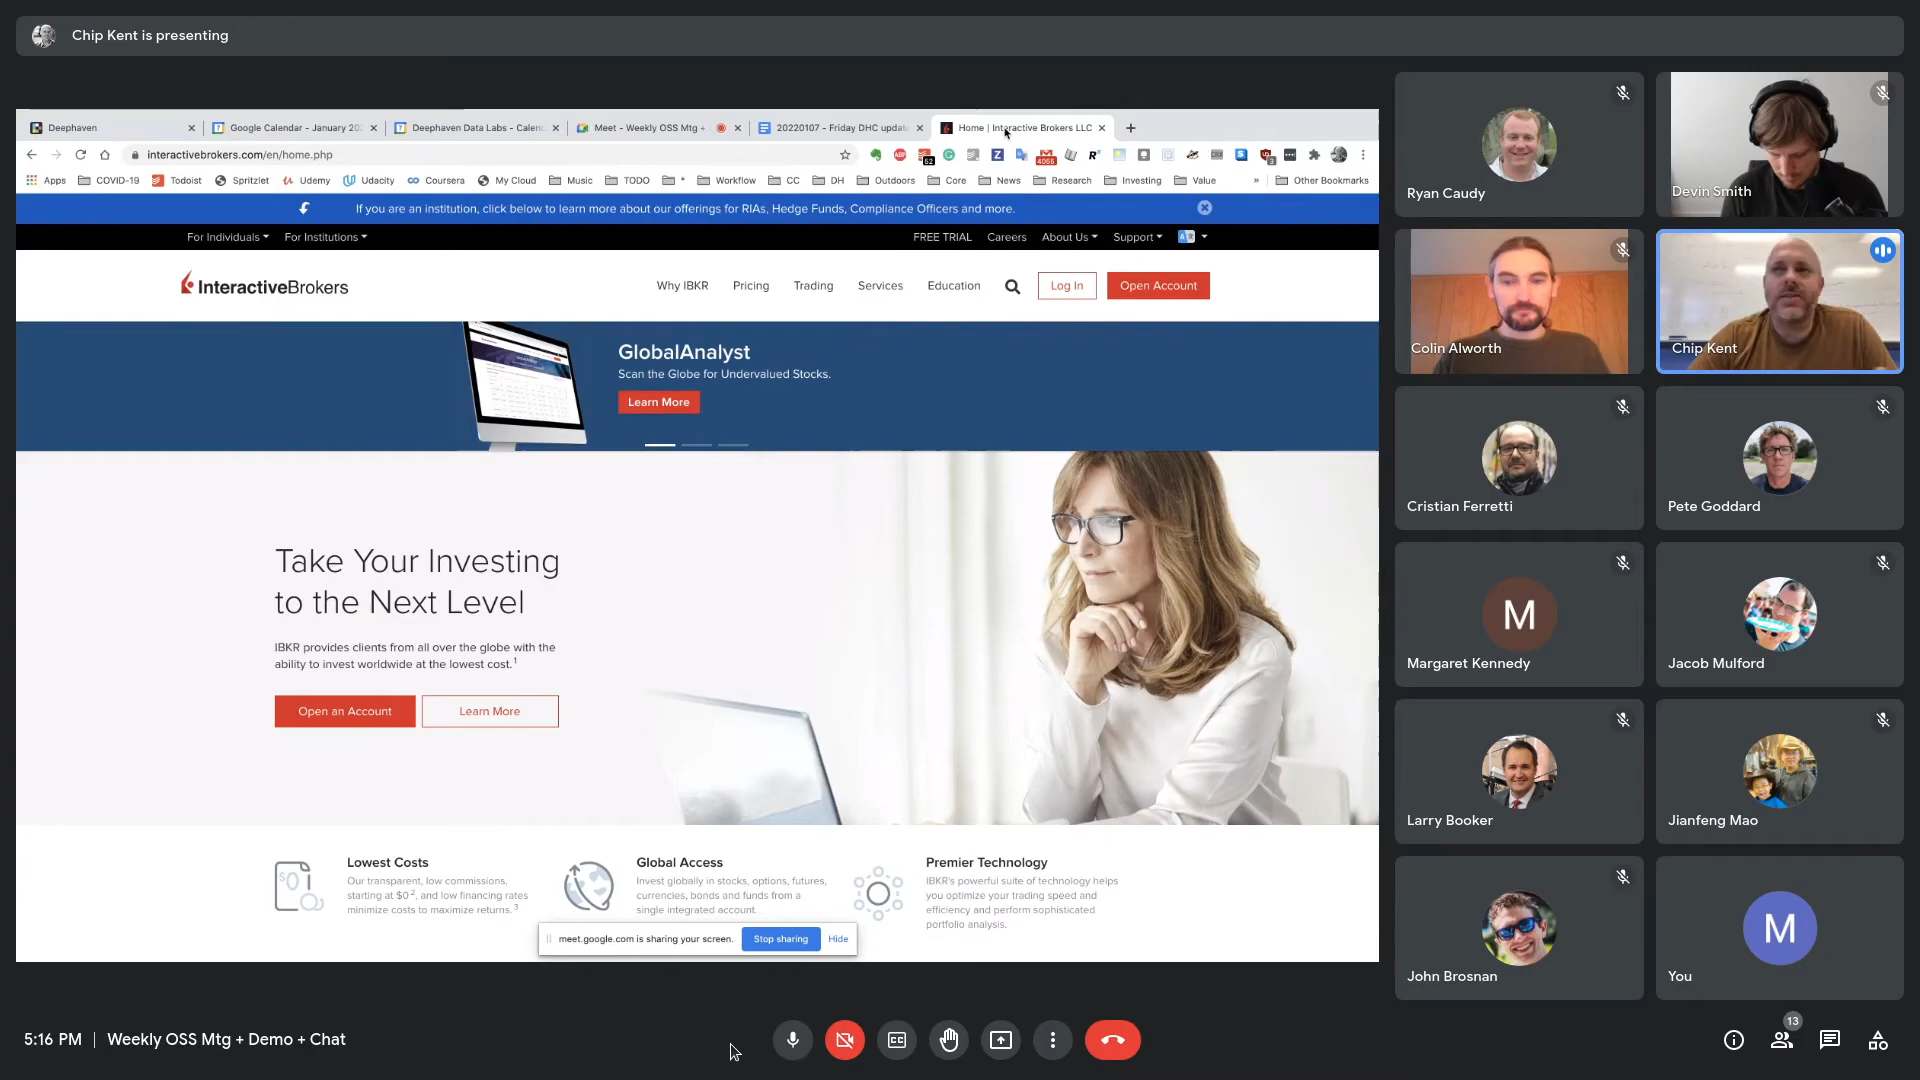 Chip Kent is presenting
Deephaven
Google Calendar - January 202
Deephaven Data Labs - Calend
Meet - Weekly OSS Mtg +
20220107 - Friday DHC update
Home | Interactive Brokers LLC
interactivebrokers.com/en/home.php
52
4055
3
Apps
COVID-19
Todoist
Spritzlet
Udemy
Udacity
Coursera
My Cloud
Music
TODO
*
Workflow
CC
DH
Outdoors
Core
News
Research
Investing
Value
»
Other Bookmarks
If you are an institution, click below to learn more about our offerings for RIAs, Hedge Funds, Compliance Officers and more.
For Individuals
For Institutions
FREE TRIAL
Careers
About Us
Support
InteractiveBrokers
Why IBKR
Pricing
Trading
Services
Education
Log In
Open Account
GlobalAnalyst
Scan the Globe for Undervalued Stocks.
Learn More
Take Your Investing
to the Next Level
IBKR provides clients from all over the globe with the
ability to invest worldwide at the lowest cost.1
Open an Account
Learn More
Lowest Costs
Our transparent, low commissions,
starting at $0 2, and low financing rates
minimize costs to maximize returns. 3
Global Access
Invest globally in stocks, options, futures,
currencies, bonds and funds from a
single integrated account.
Premier Technology
IBKR's powerful suite of technology helps
you optimize your trading speed and
efficiency and perform sophisticated
portfolio analysis.
meet.google.com is sharing your screen.
Stop sharing
Hide
Ryan Caudy
Devin Smith
Colin Alworth
Chip Kent
Cristian Ferretti
Pete Goddard
M
Margaret Kennedy
Jacob Mulford
Larry Booker
Jianfeng Mao
John Brosnan
M
You
5:16 PM | Weekly OSS Mtg + Demo + Chat
13